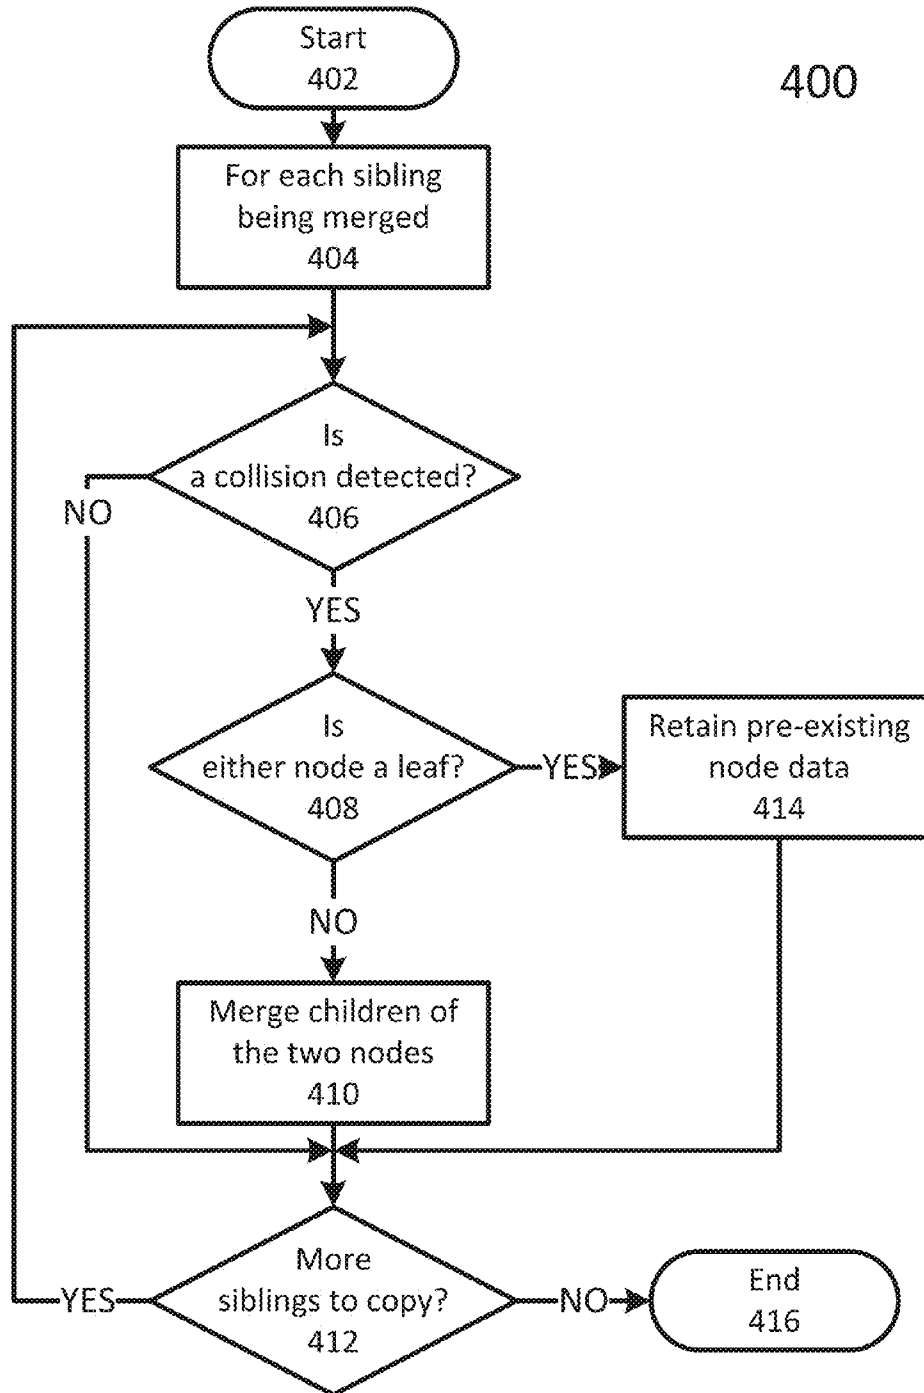 Start
402
400
For each sibling
being merged
404
Is
a collision detected?
406
NO
YES
Is
either node a leaf?
408
YES
Retain pre-existing
node data
414
NO
Merge children of
the two nodes
410
More
siblings to copy?
412
YES
NO
End
416